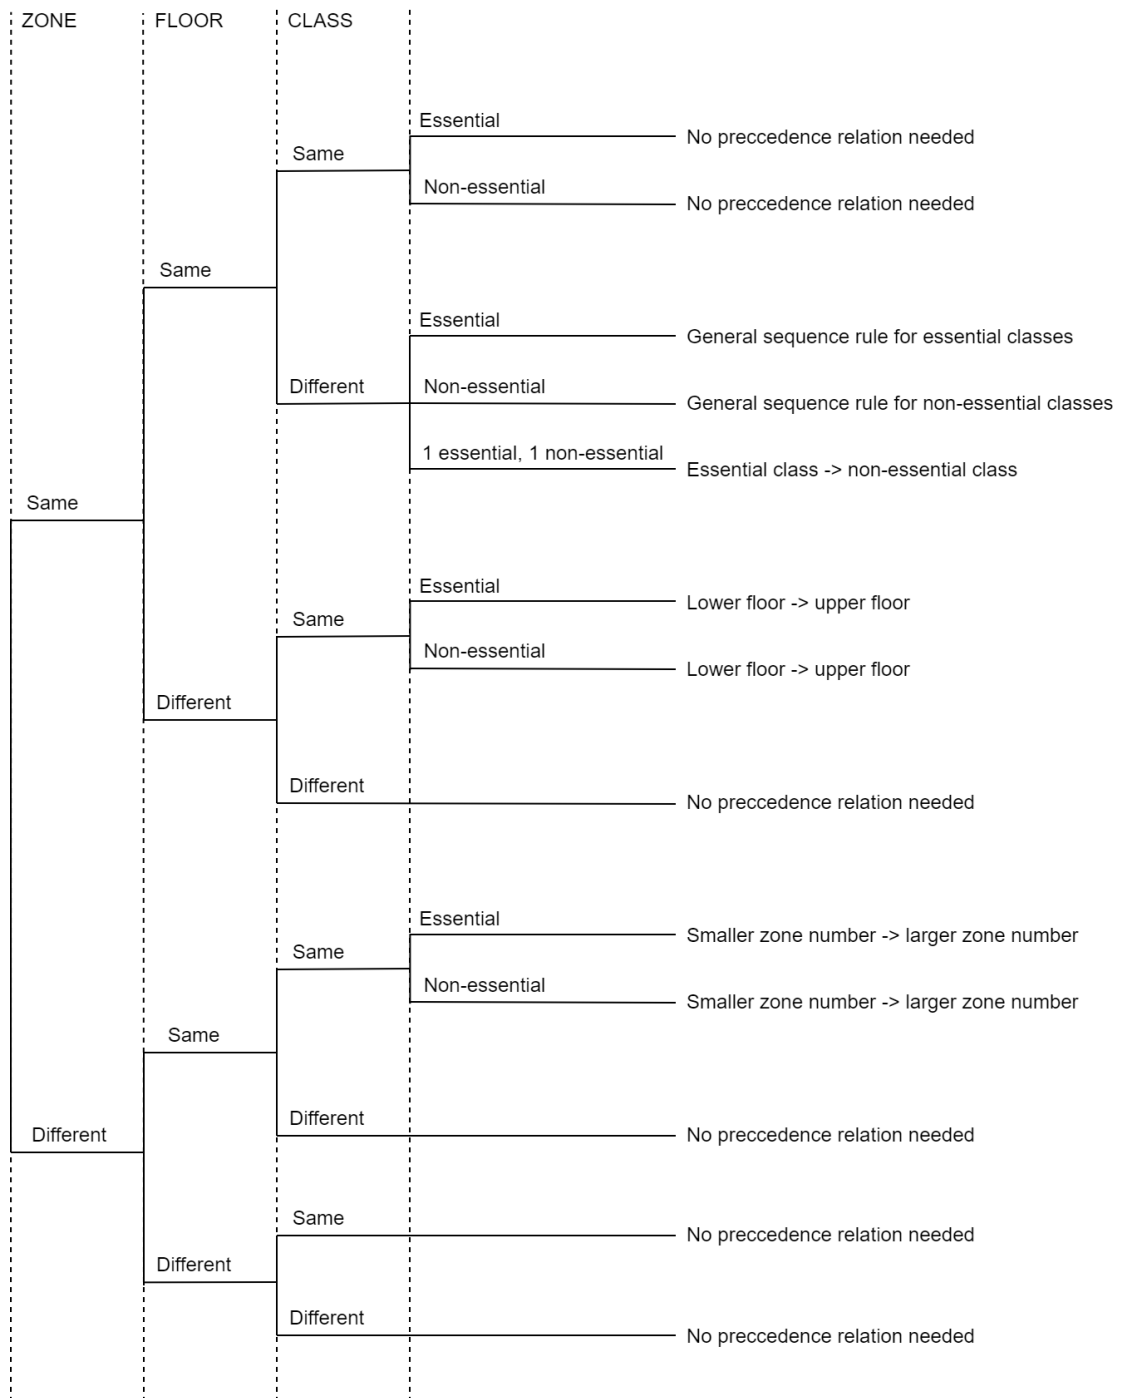 ZONE FLOOR CLASS
Essential
No preccedence relation needed
Same
Non-essential
No preccedence relation needed
Same
Essential
General sequence rule for essential classes
Different
Non-essential
General sequence rule for non-essential classes
1 essential, 1 non-essential
Essential class -> non-essential class
Same
Essential
Lower floor -> upper floor
Same
Non-essential
Lower floor -> upper floor
Different
Different
No preccedence relation needed
Essential
Smaller zone number -> larger zone number
Same
Non-essential
Smaller zone number -> larger zone number
Same
Different
No preccedence relation needed
Different
Same
No preccedence relation needed
Different
Different
No preccedence relation needed